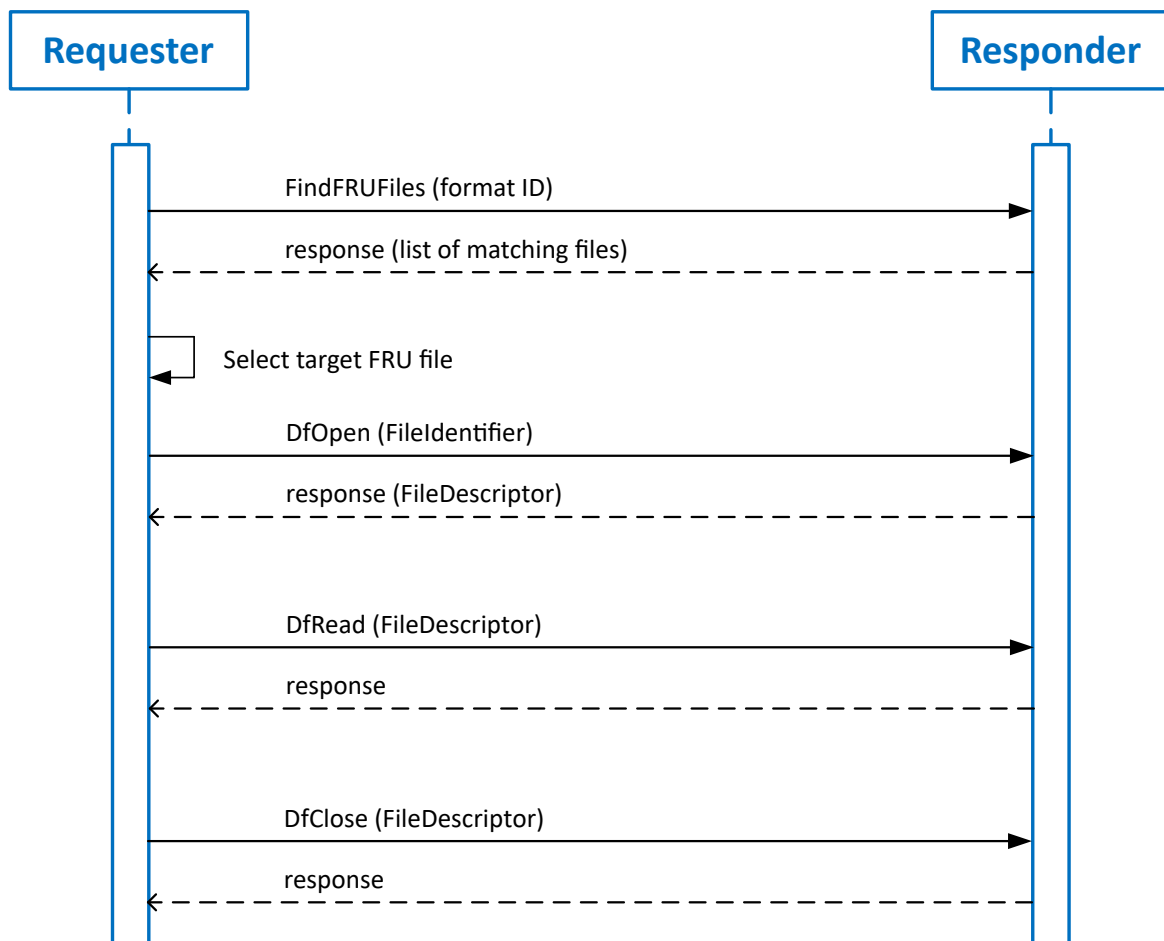 Requester
Responder
FindFRUFiles (format ID)
response (list of matching files)
Select target FRU file
DfOpen (FileIdentifier)
response (FileDescriptor)
DfRead (FileDescriptor)
response
DfClose (FileDescriptor)
response